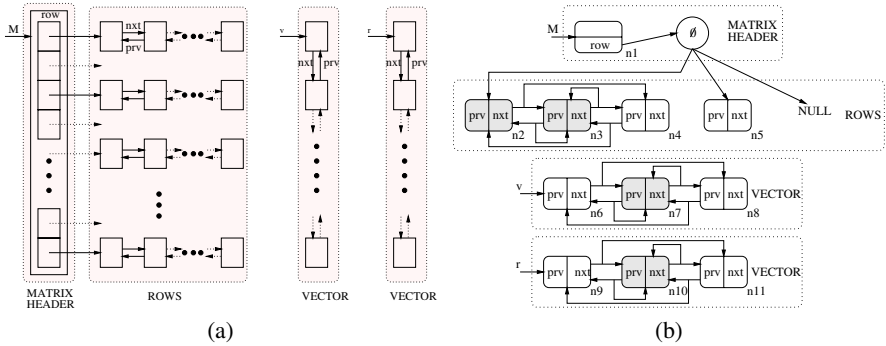 row
M
nxt
prv
MATRIX
HEADER
ROWS
v
nxt
prv
VECTOR
r
nxt
prv
VECTOR
(a)
M
row
n1
ø
MATRIX
HEADER
prv nxt
n2
prv nxt
n3
prv nxt
n4
prv nxt
n5
NULL
ROWS
v
prv nxt
n6
prv nxt
n7
prv nxt
n8
VECTOR
r
prv nxt
n9
prv nxt
n10
prv nxt
n11
VECTOR
(b)